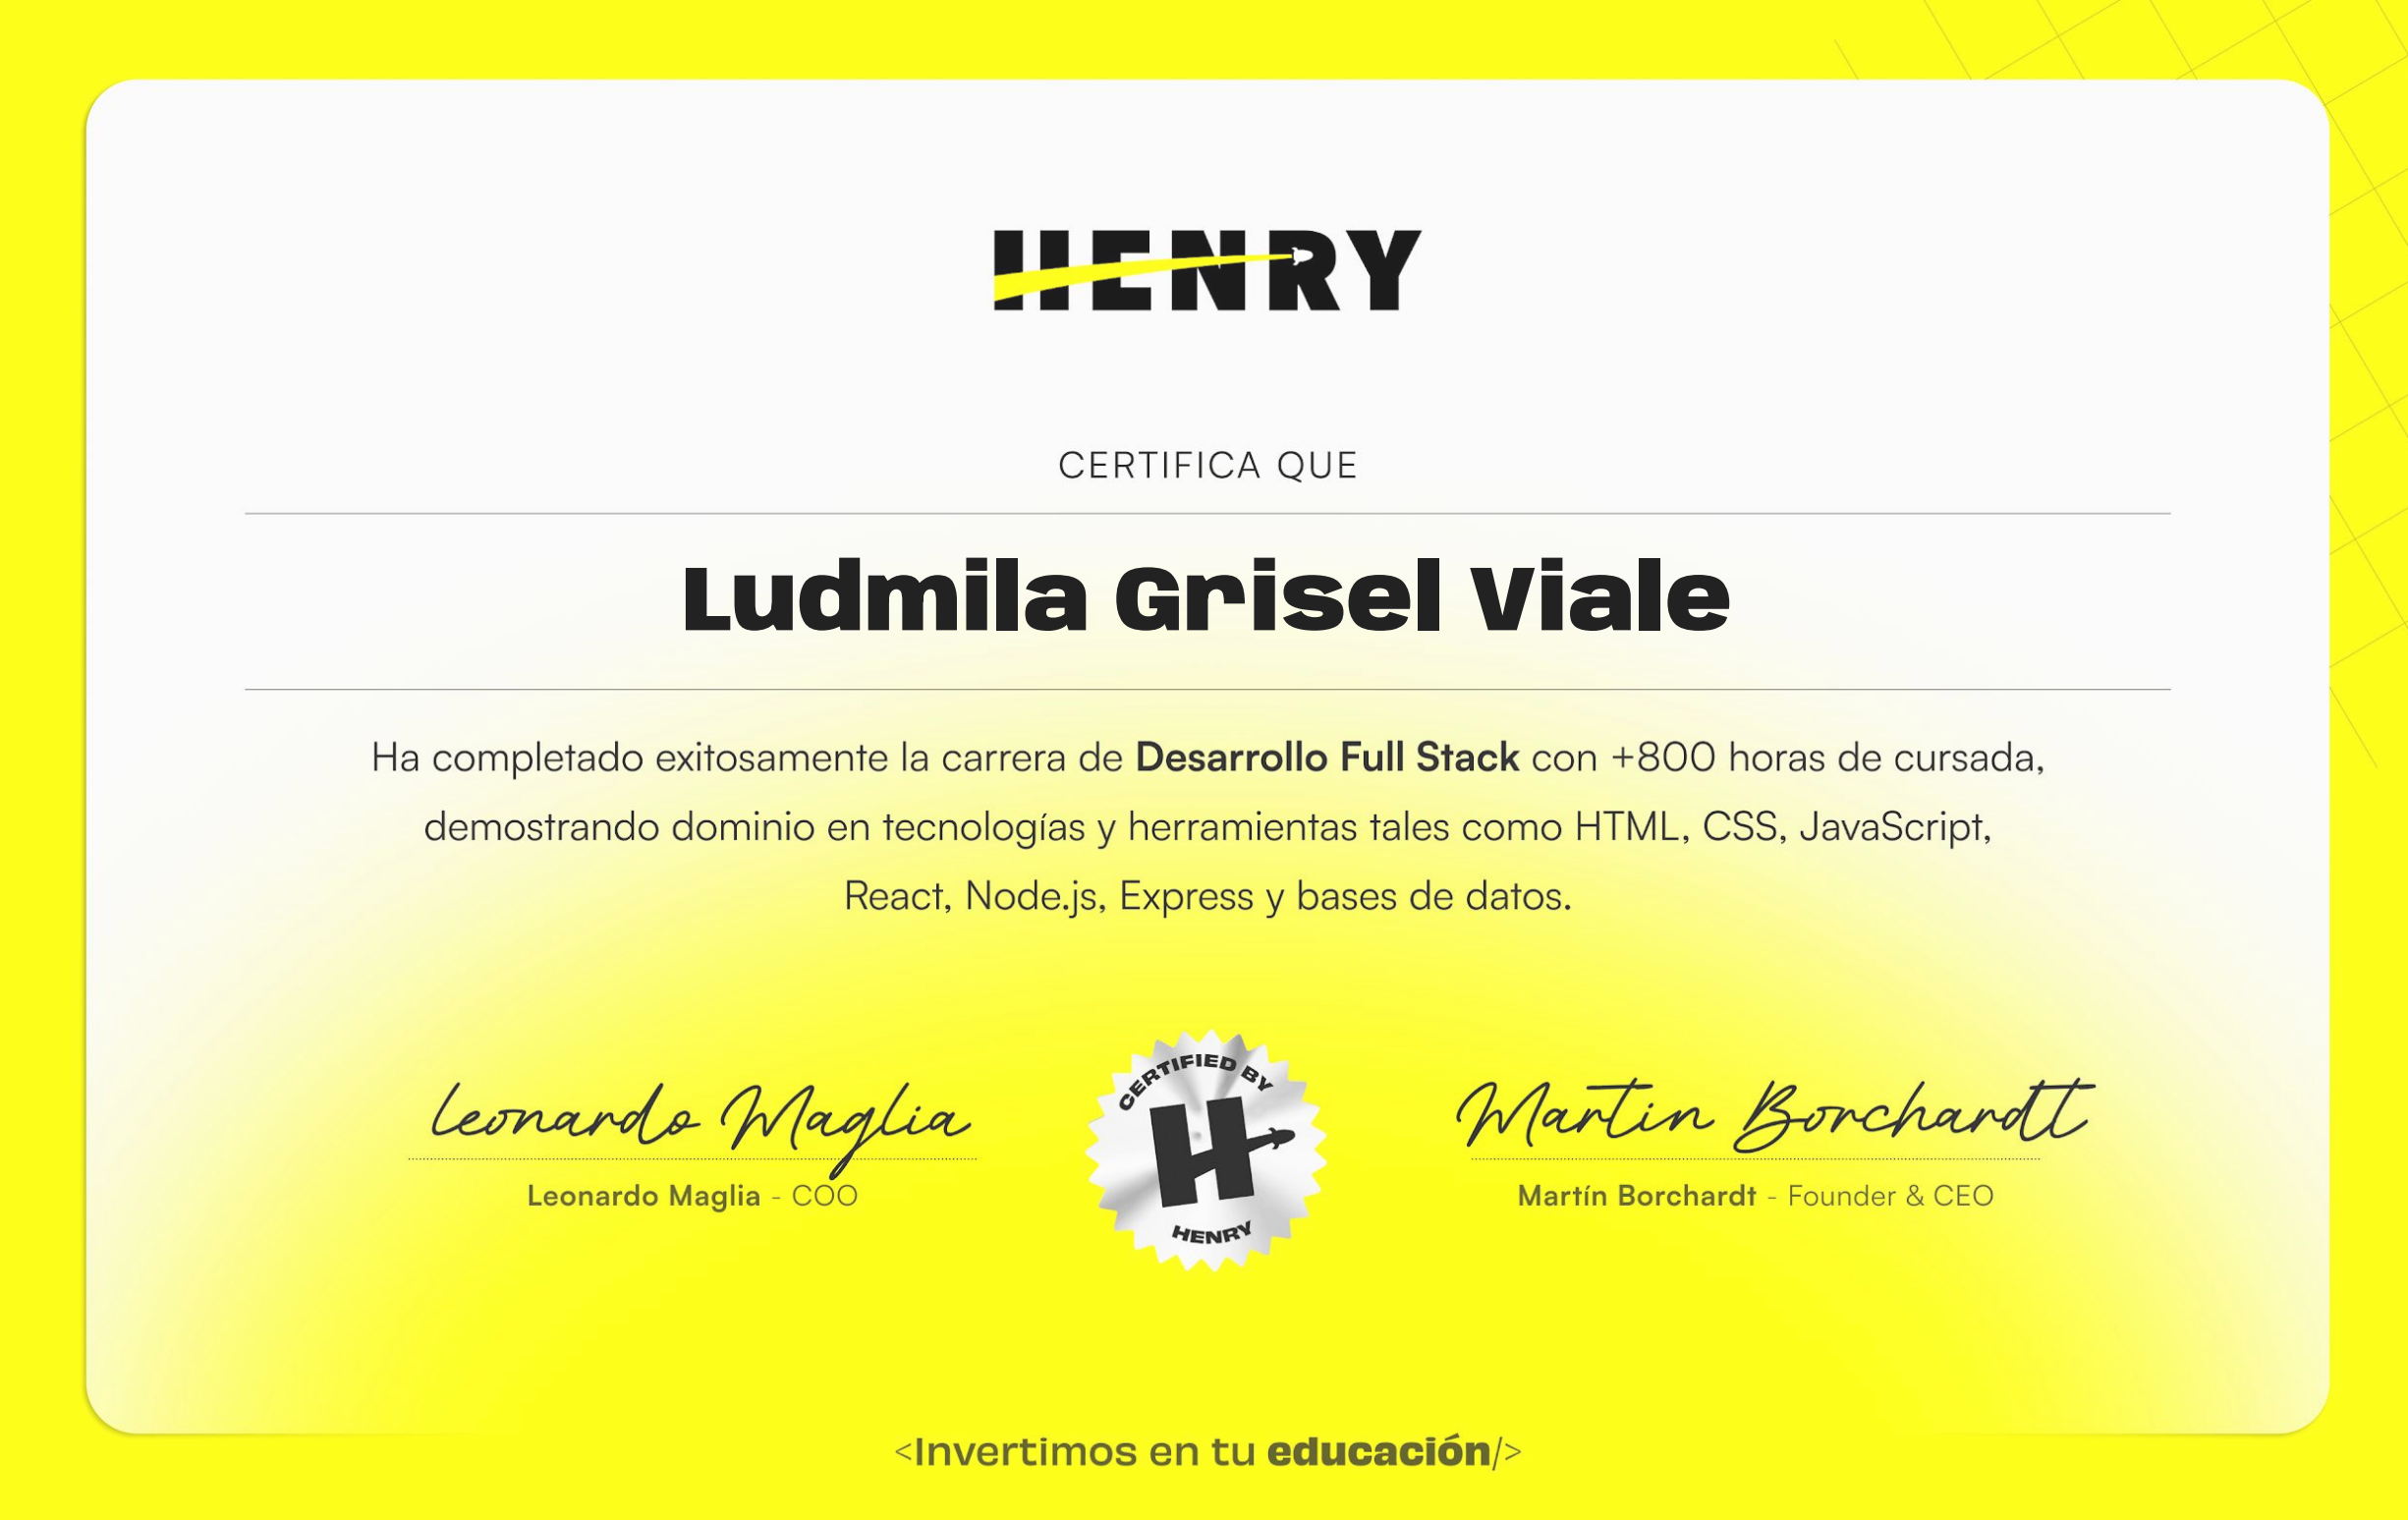 HENRY
CERTIFICA QUE
Ludmila Grisel Viale
Ha completado exitosamente la carrera de Desarrollo Full Stack con +800 horas de cursada,
demostrando dominio en tecnologías y herramientas tales como HTML, CSS, JavaScript,
React, Node.js, Express y bases de datos.
Leonardo Maglia
Leonardo Maglia - COO
CERTIFIED BY
H
HENRY
Martin Borchardt
Martín Borchardt - Founder & CEO
<Invertimos en tu educación/>